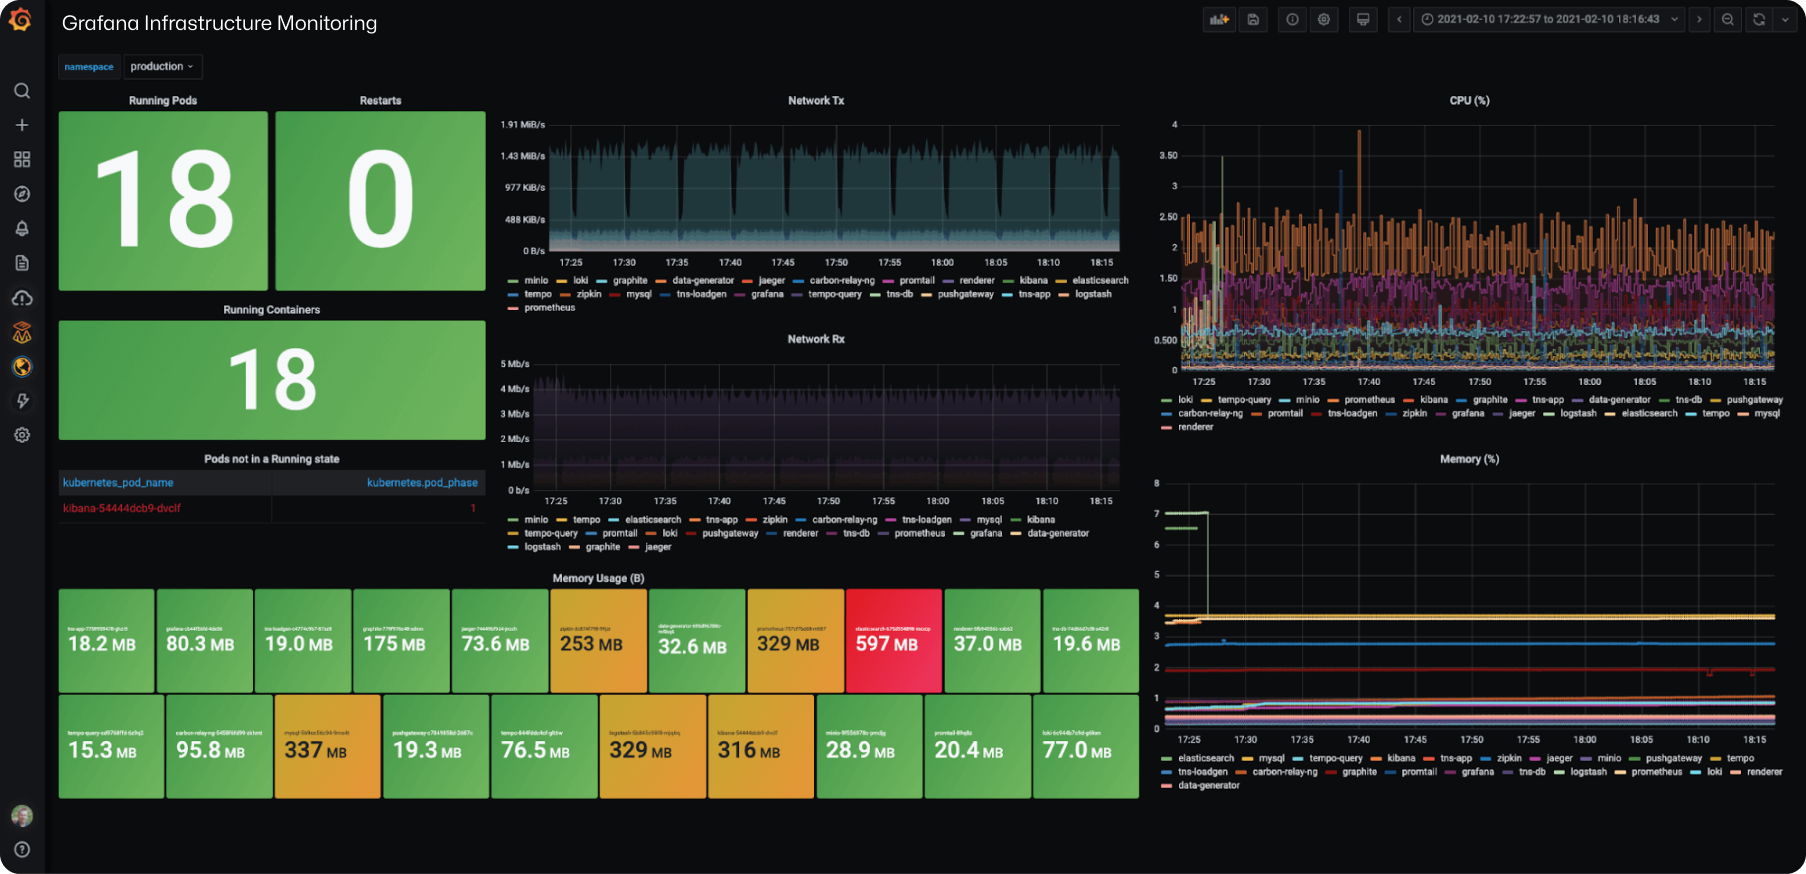 Grafana Infrastructure Monitoring
2021-02-10 17:22:57 to 2021-02-10 18:16:43
namespace production
Running Pods
18
Restarts
0
Running Containers
18
Pods not in a Running state
kubernetes_pod_name kubernetes.pod_phase
kibana-54444dcb9-dvclf 1
Network Tx
1.91 MiB/s
1.43 MiB/s
977 KiB/s
488 KiB/s
0 B/s
17:25 17:30 17:35 17:40 17:45 17:50 17:55 18:00 18:05 18:10 18:15
minio loki graphite data-generator jaeger carbon-relay-ng promtail renderer kibana elasticsearch
tempo zipkin mysql tns-loadgen grafana tempo-query tns-db pushgateway tns-app logstash
prometheus
Network Rx
5 Mb/s
4 Mb/s
3 Mb/s
2 Mb/s
1 Mb/s
0 b/s
17:25 17:30 17:35 17:40 17:45 17:50 17:55 18:00 18:05 18:10 18:15
minio tempo elasticsearch tns-app zipkin carbon-relay-ng tns-loadgen mysql kibana
tempo-query promtail loki pushgateway renderer tns-db prometheus grafana data-generator
logstash graphite jaeger
CPU (%)
4
3.50
3
2.50
2
1.50
1
0.500
0
17:25 17:30 17:35 17:40 17:45 17:50 17:55 18:00 18:05 18:10 18:15
loki tempo-query minio prometheus kibana graphite tns-app data-generator tns-db pushgateway
carbon-relay-ng promtail tns-loadgen zipkin grafana jaeger logstash elasticsearch tempo mysql
renderer
Memory (%)
8
7
6
5
4
3
2
1
0
17:25 17:30 17:35 17:40 17:45 17:50 17:55 18:00 18:05 18:10 18:15
elasticsearch mysql tempo-query kibana tns-app zipkin jaeger minio pushgateway tempo
tns-loadgen carbon-relay-ng graphite promtail grafana tns-db logstash prometheus loki renderer
data-generator
Memory Usage (B)
18.2 MB
80.3 MB
19.0 MB
175 MB
73.6 MB
253 MB
32.6 MB
329 MB
597 MB
37.0 MB
19.6 MB
15.3 MB
95.8 MB
337 MB
19.3 MB
76.5 MB
329 MB
kibana-54444dcb9-dvclf
316 MB
28.9 MB
20.4 MB
77.0 MB